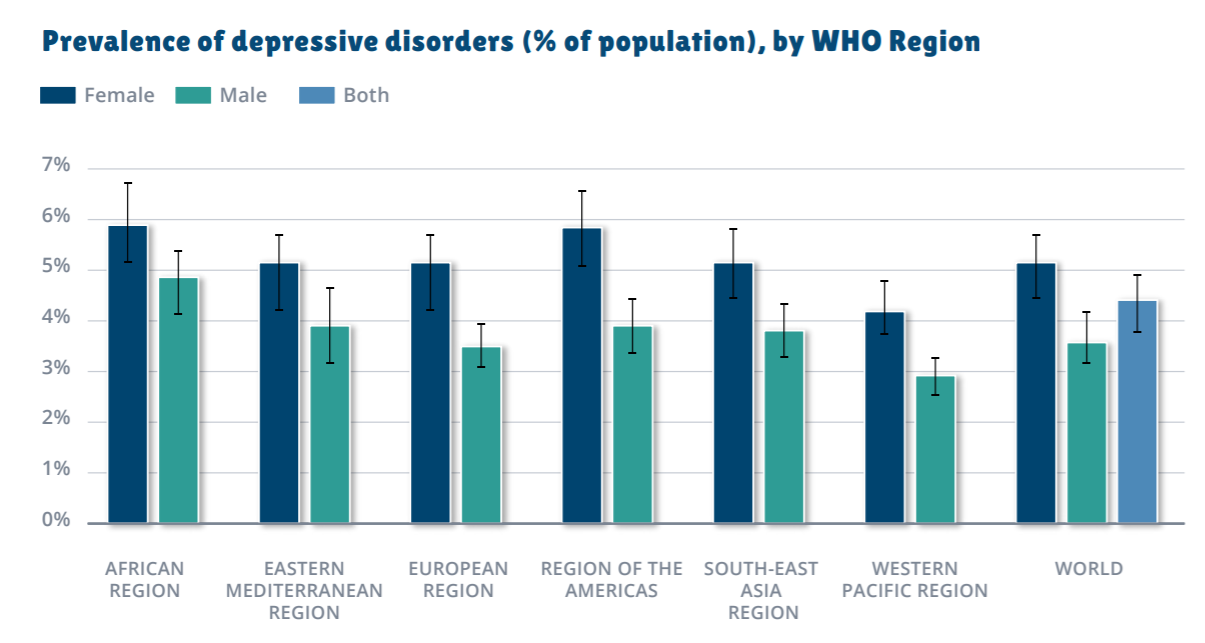 Prevalence of depressive disorders (% of population), by WHO Region
Female Male Both
7%
6%
5%
4%
3%
2%
1%
0%
AFRICAN
REGION
EASTERN
MEDITERRANEAN
REGION
EUROPEAN
REGION
REGION OF THE
AMERICAS
SOUTH-EAST
ASIA
REGION
WESTERN
PACIFIC REGION
WORLD